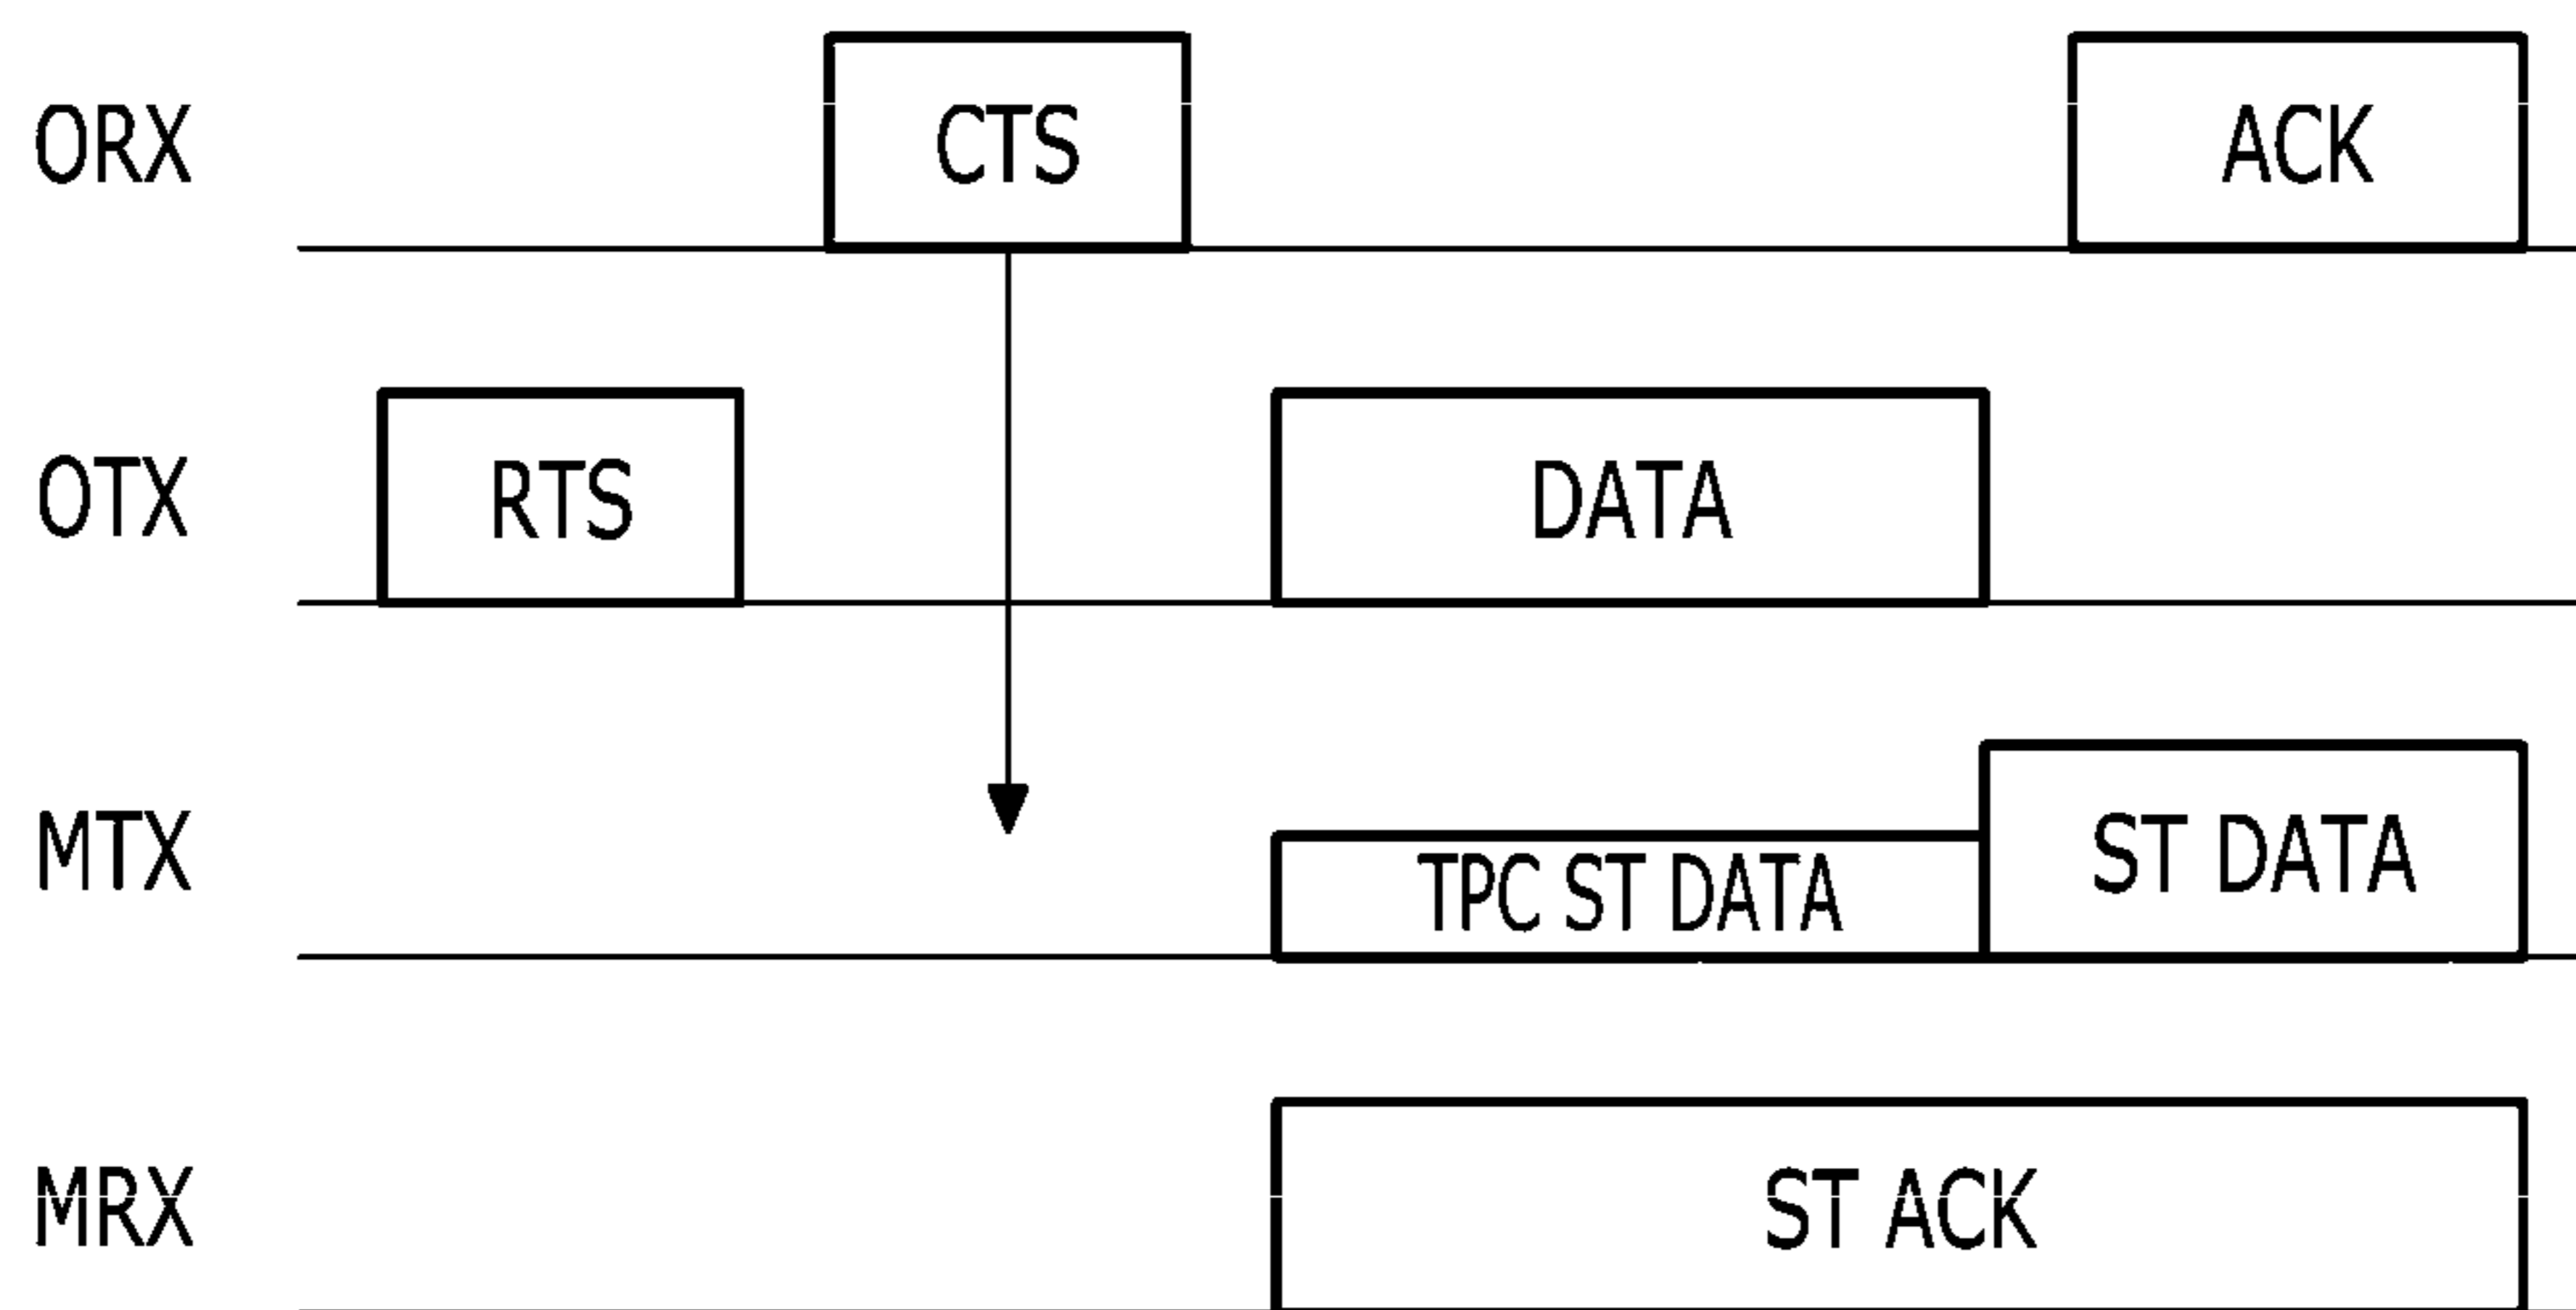 ORX CTS ACK
OTX RTS DATA
MTX TPC ST DATA ST DATA
MRX ST ACK